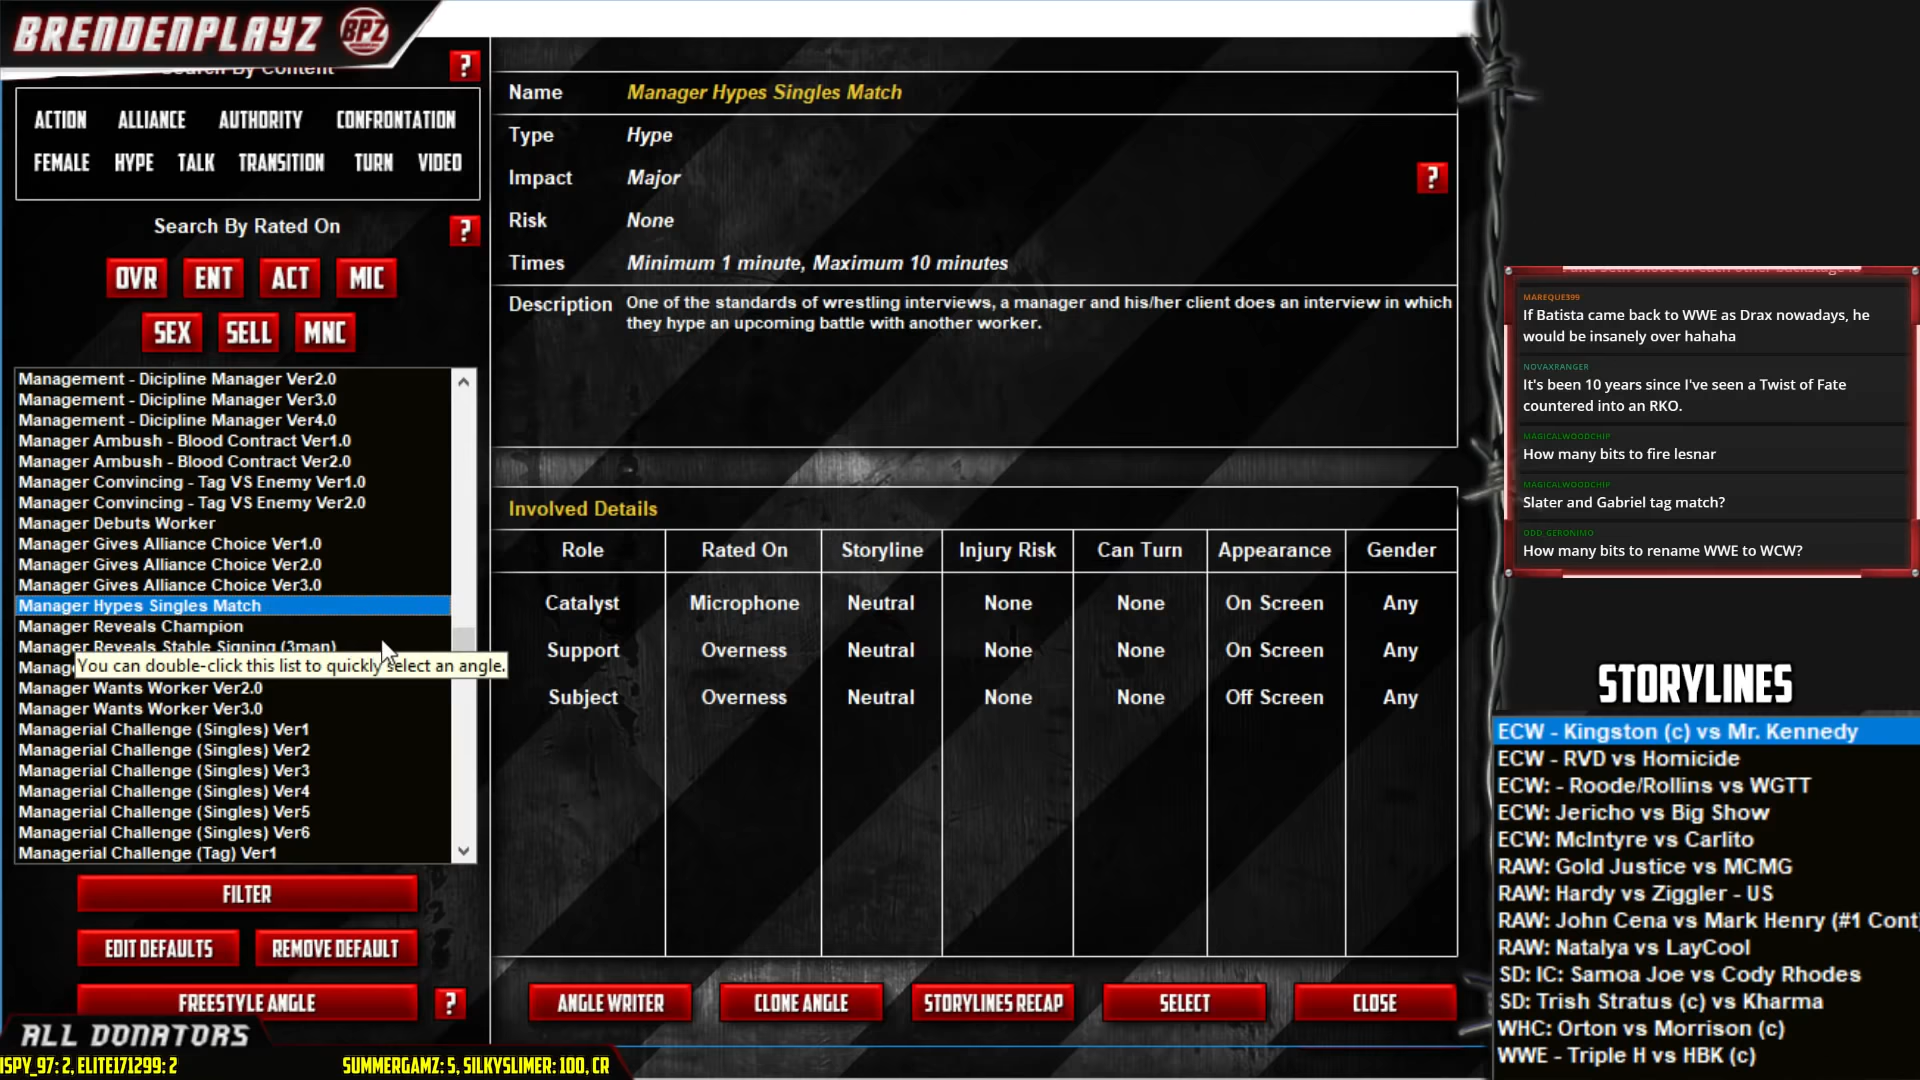 BRENDENPLAYZ BPZ
Search By Content
?
ACTION ALLIANCE AUTHORITY CONFRONTATION
FEMALE HYPE TALK TRANSITION TURN VIDEO
Search By Rated On
?
OVR ENT ACT MIC
SEX SELL MNC
Management - Dicipline Manager Ver2.0
Management - Dicipline Manager Ver3.0
Management - Dicipline Manager Ver4.0
Manager Ambush - Blood Contract Ver1.0
Manager Ambush - Blood Contract Ver2.0
Manager Convincing - Tag VS Enemy Ver1.0
Manager Convincing - Tag VS Enemy Ver2.0
Manager Debuts Worker
Manager Gives Alliance Choice Ver1.0
Manager Gives Alliance Choice Ver2.0
Manager Gives Alliance Choice Ver3.0
Manager Hypes Singles Match
Manager Reveals Champion
Manager Reveals Stable Signing (3man)
You can double-click this list to quickly select an angle.
Manager Wants Worker Ver2.0
Manager Wants Worker Ver3.0
Managerial Challenge (Singles) Ver1
Managerial Challenge (Singles) Ver2
Managerial Challenge (Singles) Ver3
Managerial Challenge (Singles) Ver4
Managerial Challenge (Singles) Ver5
Managerial Challenge (Singles) Ver6
Managerial Challenge (Tag) Ver1
FILTER
EDIT DEFAULTS REMOVE DEFAULT
FREESTYLE ANGLE ?
ALL DONATORS
ISPY_97: 2, ELITE171299: 2 SUMMERGAMZ: 5, SILKYSLIMER: 100, CR
Name Manager Hypes Singles Match
Type Hype
Impact Major
?
Risk None
Times Minimum 1 minute, Maximum 10 minutes
Description One of the standards of wrestling interviews, a manager and his/her client does an interview in which
they hype an upcoming battle with another worker.
Involved Details
Role Rated On Storyline Injury Risk Can Turn Appearance Gender
Catalyst Microphone Neutral None None On Screen Any
Support Overness Neutral None None On Screen Any
Subject Overness Neutral None None Off Screen Any
ANGLE WRITER CLONE ANGLE STORYLINES RECAP SELECT CLOSE
MAREQUE399
If Batista came back to WWE as Drax nowadays, he
would be insanely over hahaha
NOVAXRANGER
It's been 10 years since I've seen a Twist of Fate
countered into an RKO.
MAGICALWOODCHIP
How many bits to fire lesnar
MAGICALWOODCHIP
Slater and Gabriel tag match?
ODD_GERONIMO
How many bits to rename WWE to WCW?
STORYLINES
ECW - Kingston (c) vs Mr. Kennedy
ECW - RVD vs Homicide
ECW: - Roode/Rollins vs WGTT
ECW: Jericho vs Big Show
ECW: McIntyre vs Carlito
RAW: Gold Justice vs MCMG
RAW: Hardy vs Ziggler - US
RAW: John Cena vs Mark Henry (#1 Cont
RAW: Natalya vs LayCool
SD: IC: Samoa Joe vs Cody Rhodes
SD: Trish Stratus (c) vs Kharma
WHC: Orton vs Morrison (c)
WWE - Triple H vs HBK (c)